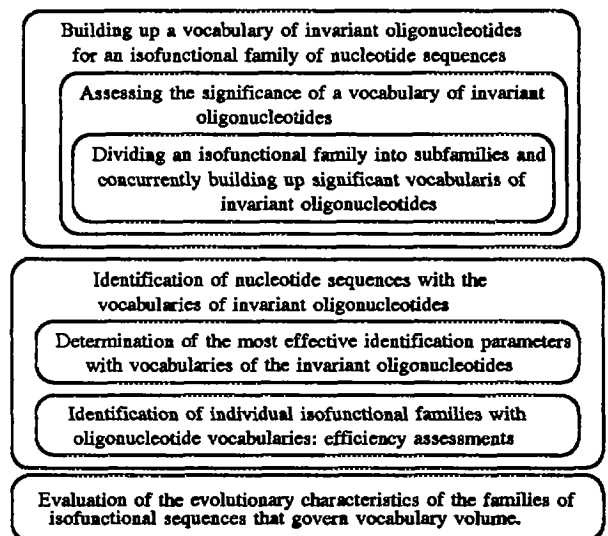 Building up a vocabulary of invariant oligonucleotides
for an isofunctional family of nucleotide sequences
Assessing the significance of a vocabulary of invariant
oligonucleotides
Dividing an isofunctional family into subfamilies and
concurrently building up significant vocabularis of
invariant oligonucleotides
Identification of nucleotide sequences with the
vocabularies of invariant oligonucleotides
Determination of the most effective identification parameters
with vocabularies of the invariant oligonucleotides
Identification of individual isofunctional families with
oligonucleotide vocabularies: efficiency assessments
Evaluation of the evolutionary characteristics of the families of
isofunctional sequences that govern vocabulary volume.